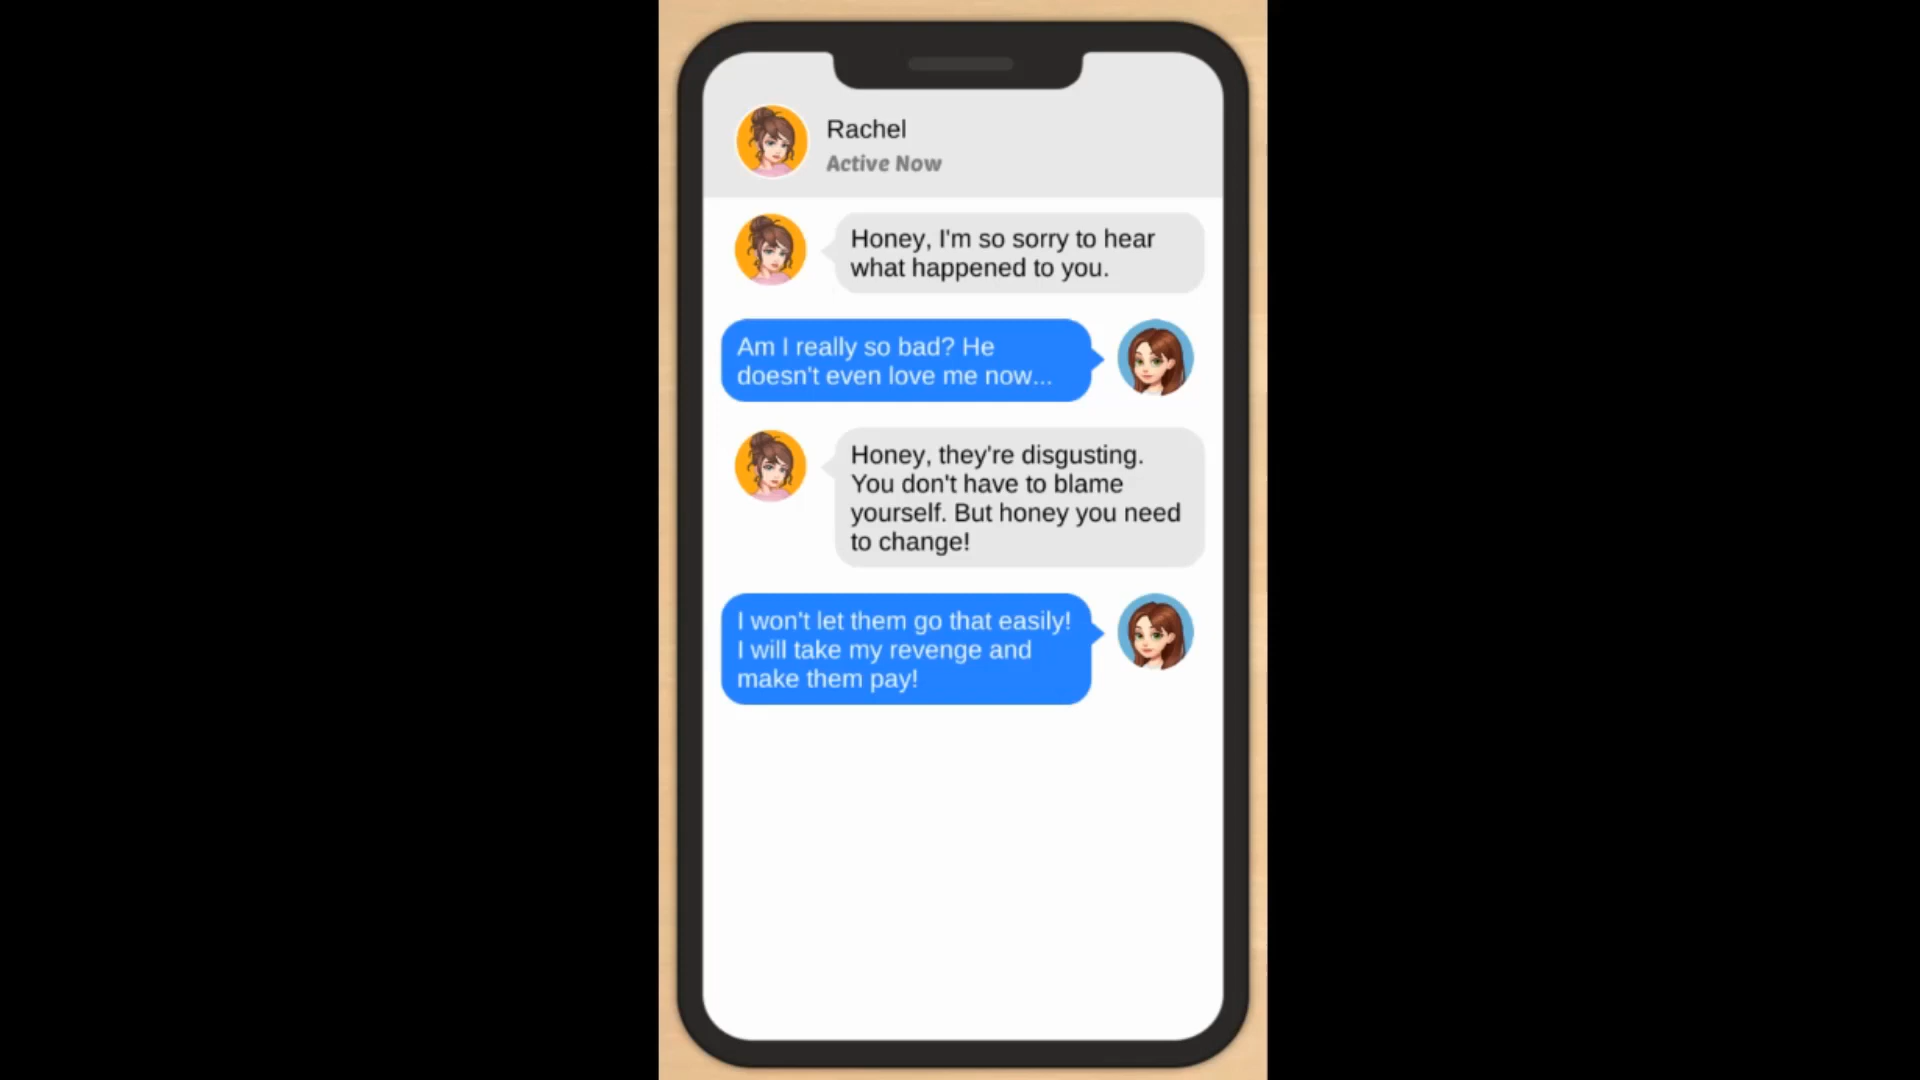 Rachel
Active Now
Honey, I'm so sorry to hear
what happened to you.
Am I really so bad? He
doesn't even love me now...
Honey, they're disgusting.
You don't have to blame
yourself. But honey you need
to change!
I won't let them go that easily!
I will take my revenge and
make them pay!